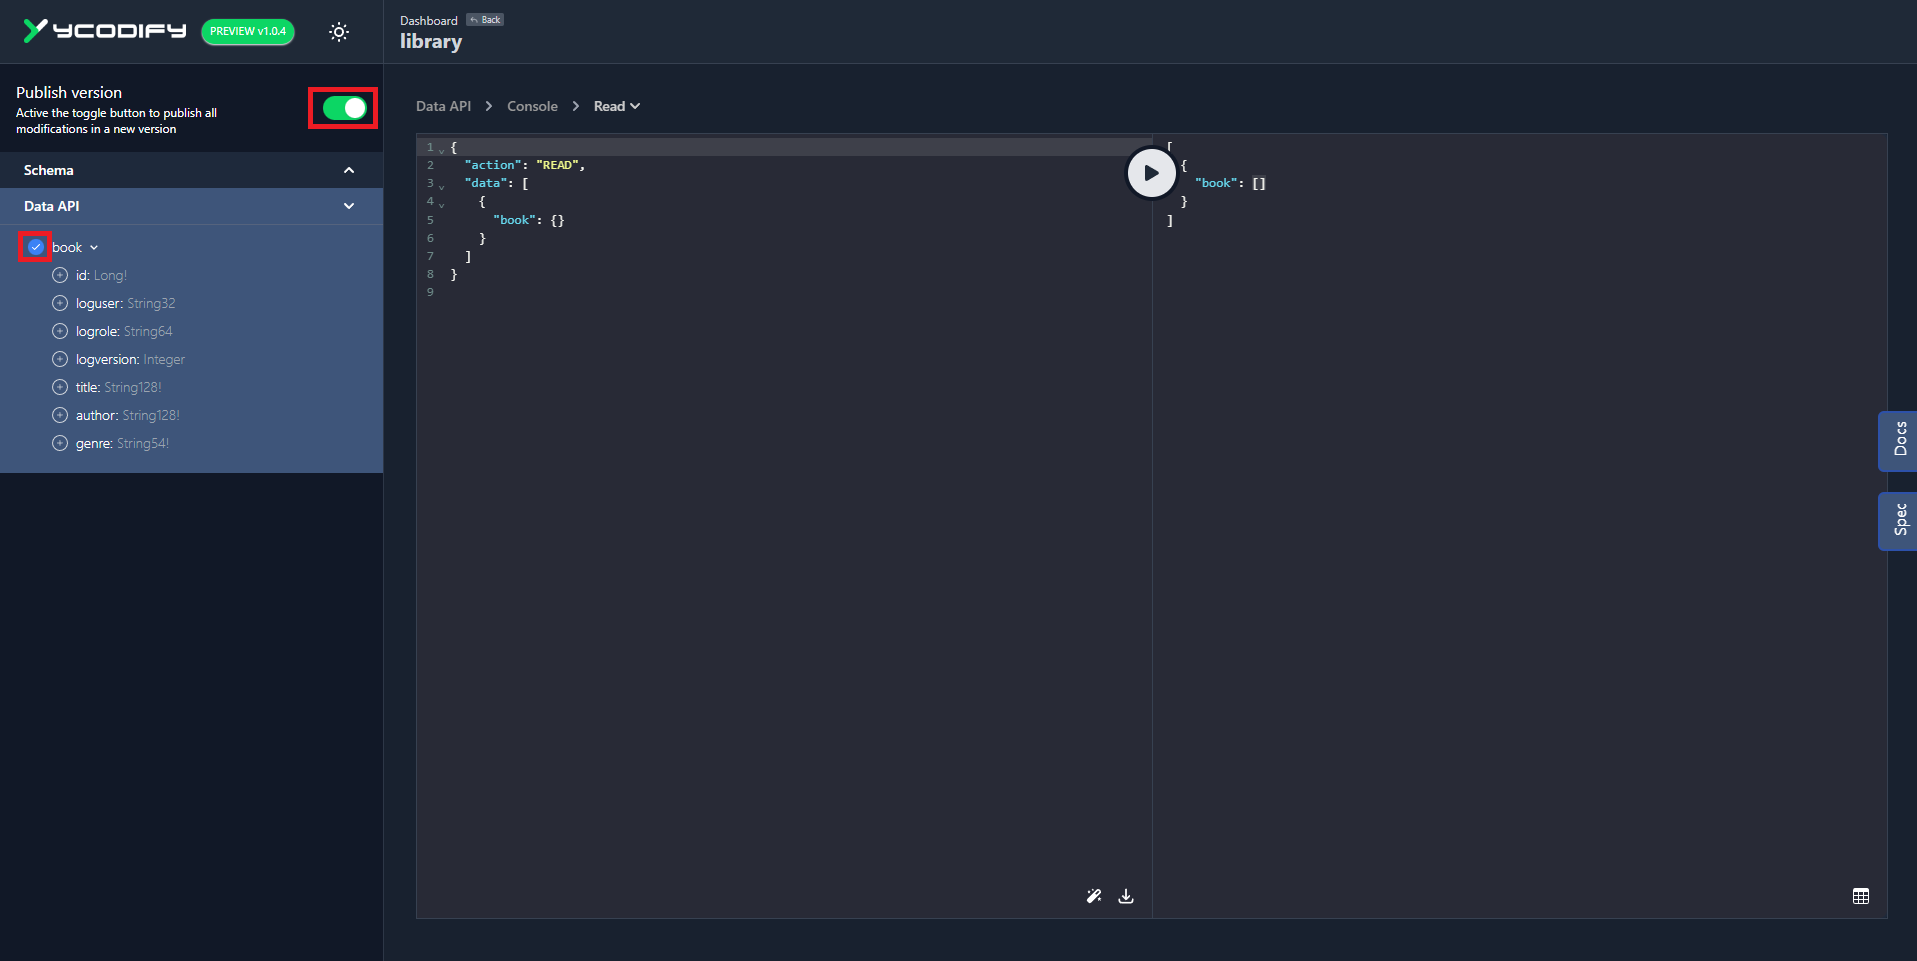 YCODIFY PREVIEW v1.0.4
Dashboard Back
library
Publish version
Active the toggle button to publish all
modifications in a new version
Schema
Data API
book
id: Long!
loguser: String32
logrole: String64
logversion: Integer
title: String128!
author: String128!
genre: String54!
Data API > Console > Read
1 {
2 "action": "READ",
3 "data": [
4 {
5 "book": {}
6 }
7 ]
8 }
9
[
{
"book": []
}
]
Docs
Spec